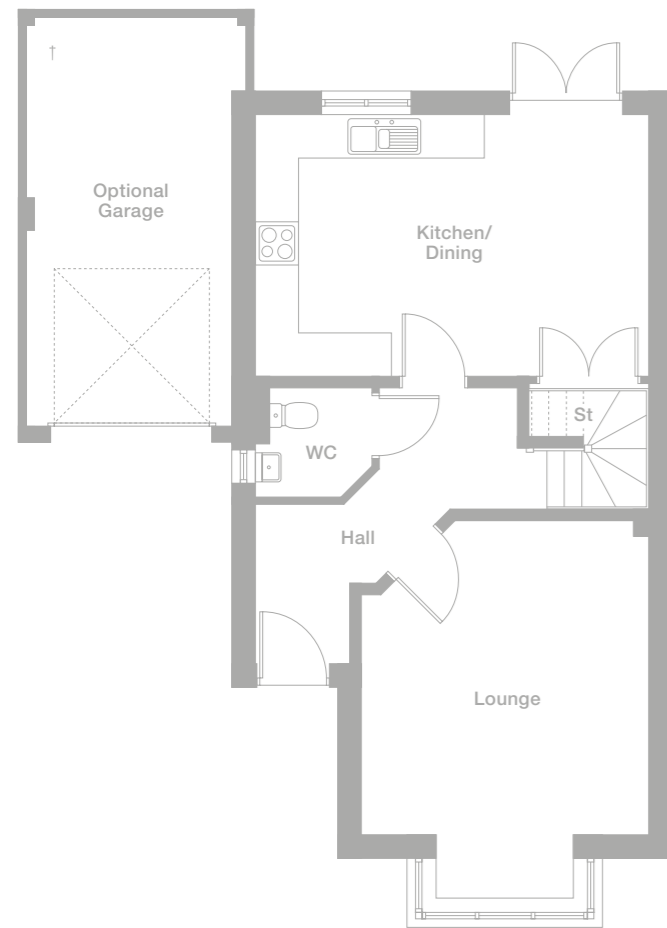 †
Optional
Garage
Kitchen/
Dining
St
WC
Hall
Lounge